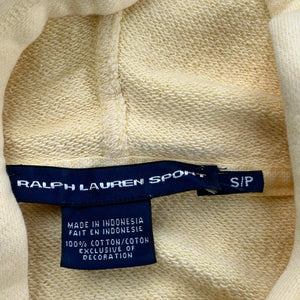 RALPH LAUREN SPORT
S/P
MADE IN INDONESIA
FAIT EN INDONESIE
100% COTTON/COTON
EXCLUSIVE OF
DECORATION